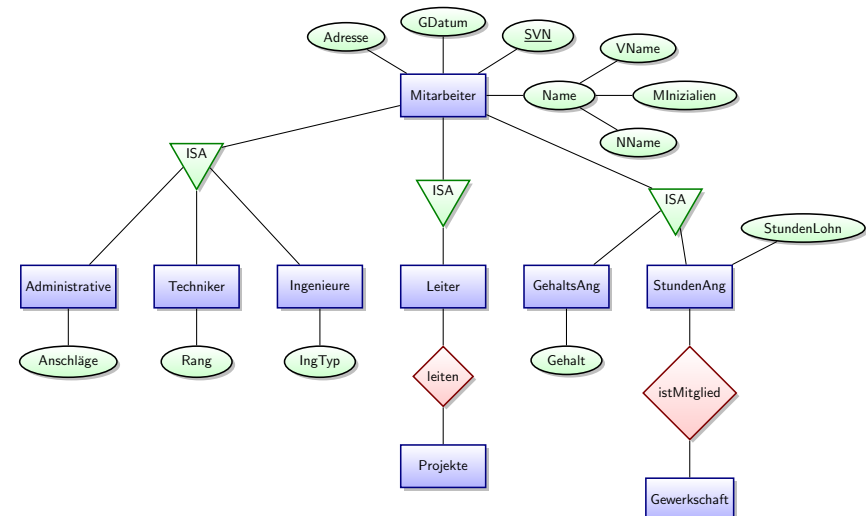 GDatum
Adresse
SVN
VName
Mitarbeiter
Name
MInizialien
NName
ISA
ISA
ISA
StundenLohn
Administrative
Techniker
Ingenieure
Leiter
GehaltsAng
StundenAng
Anschläge
Rang
IngTyp
leiten
Gehalt
istMitglied
Projekte
Gewerkschaft